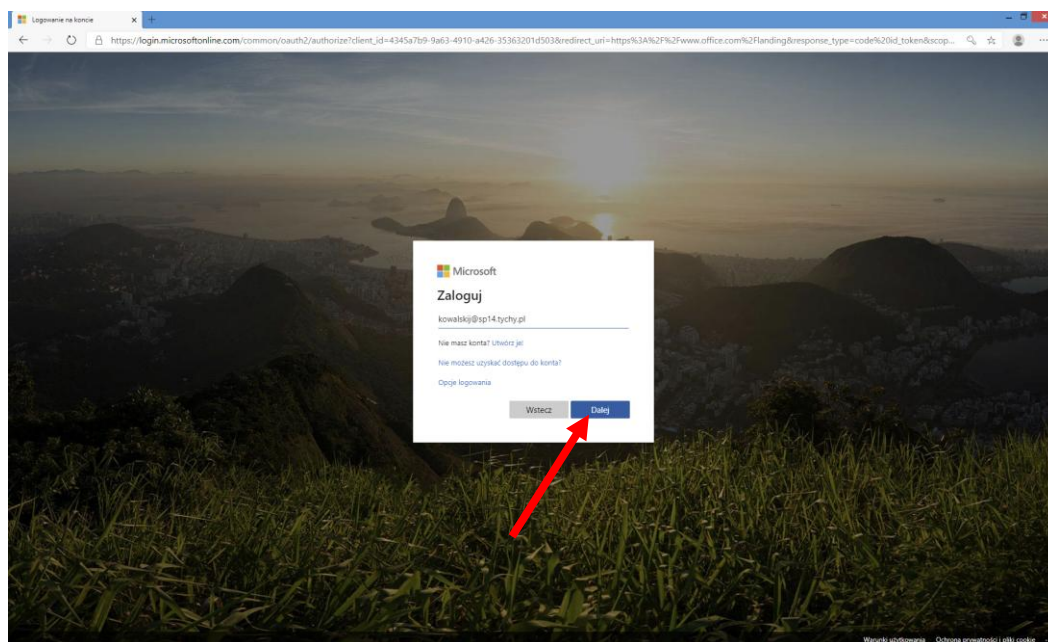 Logowanie na koncie
https://login.microsoftonline.com/common/oauth2/authorize?client_id=4345a7b9-9a63-4910-a426-35363201d503&redirect_uri=https%3A%2F%2Fwww.office.com%2Flanding&response_type=code%20id_token&scop...
Microsoft
Zaloguj
kowalskij@sp14.tychy.pl
Nie masz konta? Utwórz je!
Nie możesz uzyskać dostępu do konta?
Opcje logowania
Wstecz Dalej
Warunki użytkowania Ochrona prywatności i pliki cookie